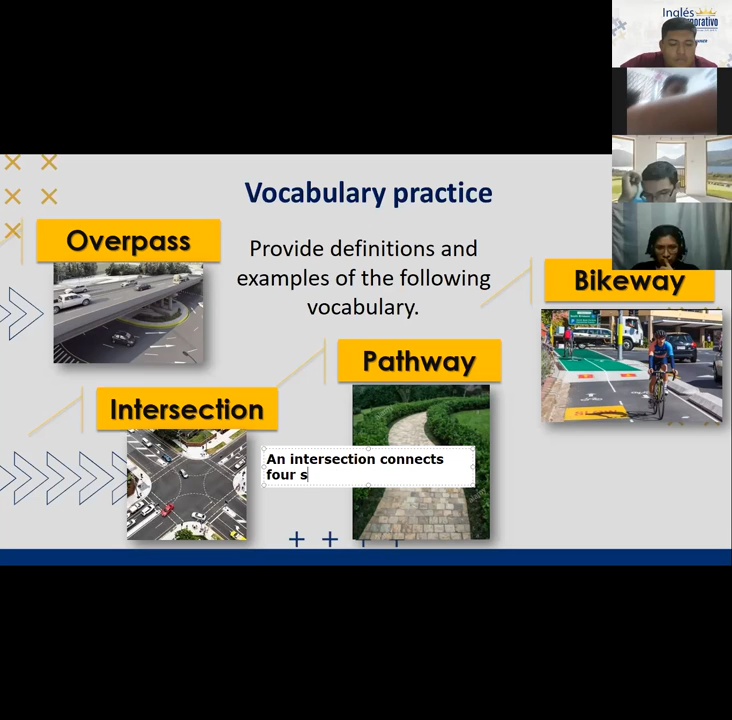 Inglés
Vocabulary practice
Overpass
Provide definitions and
examples of the following
vocabulary.
Bikeway
Pathway
Intersection
An intersection connects
four s